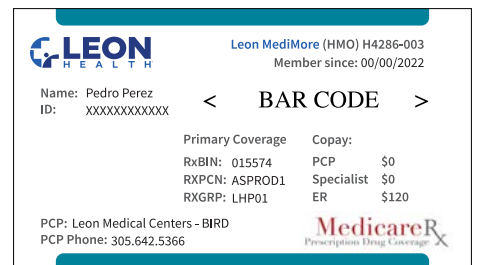 LEON
HEALTH
Leon MediMore (HMO) H4286-003
Member since: 00/00/2022
Name: Pedro Perez
ID: XXXXXXXXXXXX
< BAR CODE >
Primary Coverage Copay:
RxBIN: 015574 PCP $0
RXPCN: ASPROD1 Specialist $0
RXGRP: LHP01 ER $120
PCP: Leon Medical Centers - BIRD
PCP Phone: 305.642.5366
MedicareRx
Prescription Drug Coverage